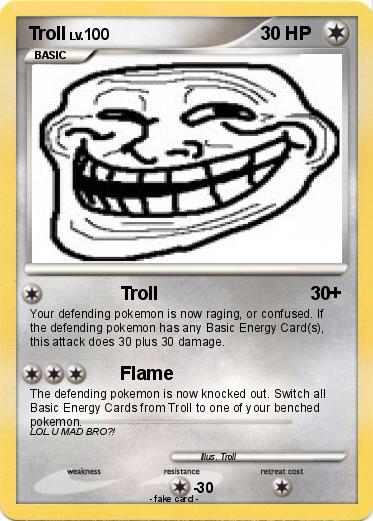 Troll LV.100 30 HP
BASIC
Troll 30+
Your defending pokemon is now raging, or confused. If
the defending pokemon has any Basic Energy Card(s),
this attack does 30 plus 30 damage.
Flame
The defending pokemon is now knocked out. Switch all
Basic Energy Cards from Troll to one of your benched
pokemon.
LOL U MAD BRO?!
Illus. Troll
weakness resistance retreat cost
-30
- fake card -